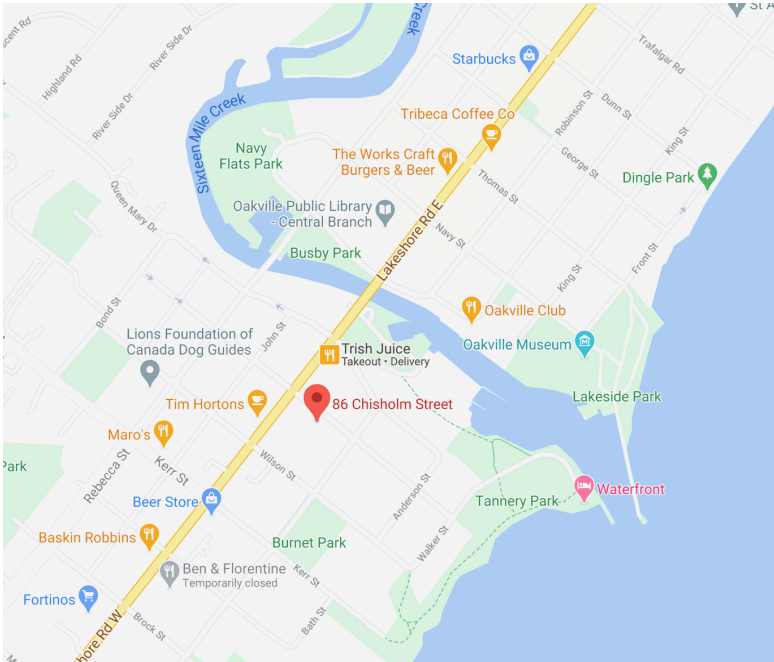 St A
Creek
scent Rd
River Side Dr
Highland Rd
Starbucks
Trafalgar Rd
River Side Dr
Sixteen Mile Creek
Tribeca Coffee Co
Robinson St
Dunn St
King St
Navy
Flats Park
The Works Craft
Burgers & Beer
George St
Dingle Park
Thomas St
Queen Mary Dr
Oakville Public Library
- Central Branch
Lakeshore Rd E
Navy St
Busby Park
King St
Front St
Bond St
John St
Oakville Club
Lions Foundation of
Canada Dog Guides
Trish Juice
Takeout • Delivery
Oakville Museum
Tim Hortons
86 Chisholm Street
Lakeside Park
Maro's
Kerr St
Rebecca St
Wilson St
Park
Anderson St
Waterfront
Beer Store
Tannery Park
Baskin Robbins
Burnet Park
Walker St
Ben & Florentine
Temporarily closed
Kerr St
Fortinos
Brock St
Bath St
hore Rd W
M